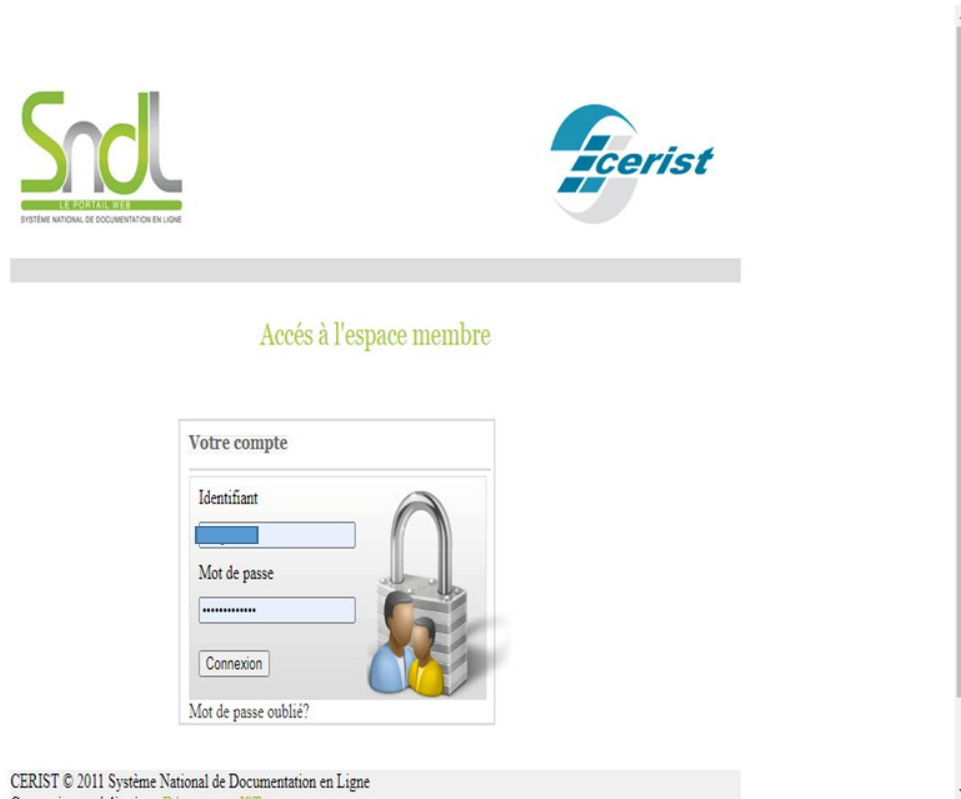 Sndl
LE PORTAIL WEB
SYSTÈME NATIONAL DE DOCUMENTATION EN LIGNE
cerist
Accés à l'espace membre
Votre compte
Identifiant
Mot de passe
•••••••••••••
Connexion
Mot de passe oublié?
CERIST © 2011 Système National de Documentation en Ligne